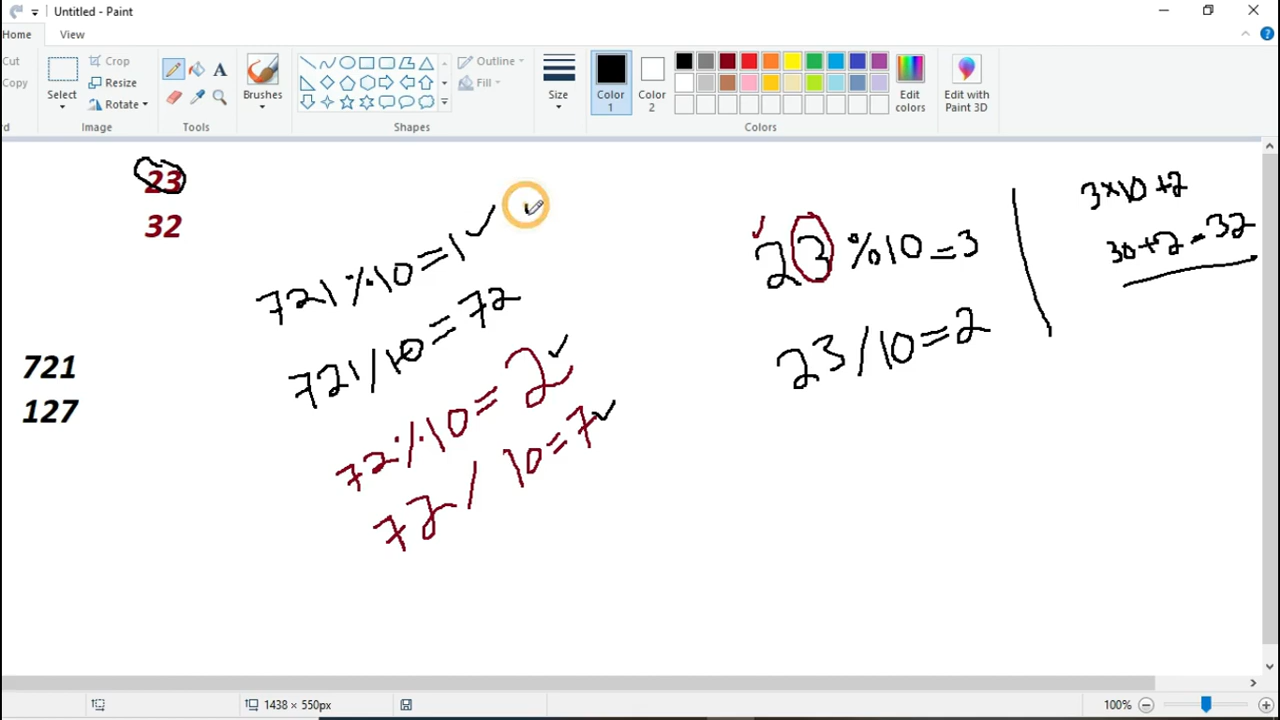 Untitled - Paint
Home View
Cut
Copy
Select
Crop
Resize
Rotate
Image
A
Tools
Brushes
Outline
Fill
Shapes
Size
Color 1
Color 2
Edit colors
Edit with Paint 3D
Colors
23
32
721%10=1
721/10=72
72%10=2
72/10=7
721
127
23%10=3
23/10=2
3×10+2
30+2=32
1438 × 550px
100%